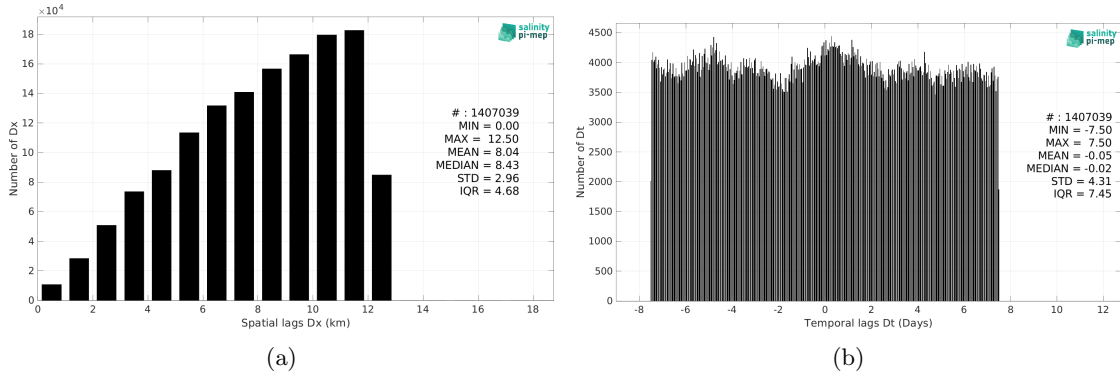 ×10⁴
18
16
14
12
10
8
6
4
2
0
Number of Dx
0 2 4 6 8 10 12 14 16 18
Spatial lags Dx (km)
salinity
pi-mep
# : 1407039
MIN = 0.00
MAX = 12.50
MEAN = 8.04
MEDIAN = 8.43
STD = 2.96
IQR = 4.68
(a)
4500
4000
3500
3000
2500
2000
1500
1000
500
0
Number of Dt
-8 -6 -4 -2 0 2 4 6 8 10 12
Temporal lags Dt (Days)
salinity
pi-mep
# : 1407039
MIN = -7.50
MAX = 7.50
MEAN = -0.05
MEDIAN = -0.02
STD = 4.31
IQR = 7.45
(b)